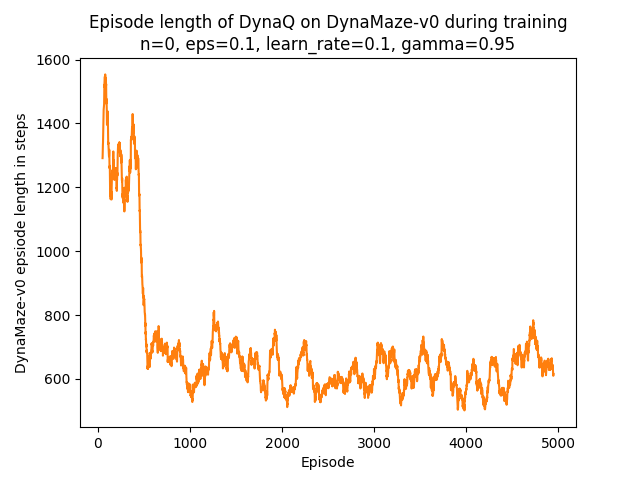 Episode length of DynaQ on DynaMaze-v0 during training
n=0, eps=0.1, learn_rate=0.1, gamma=0.95
1600
1400
1200
1000
800
600
DynaMaze-v0 epsiode length in steps
0 1000 2000 3000 4000 5000
Episode